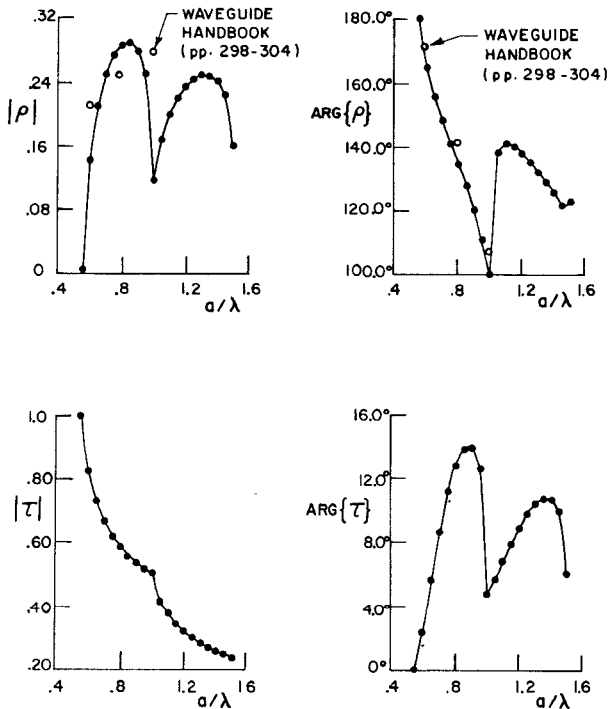 .32
.24
.16
.08
0
|ρ|
WAVEGUIDE
HANDBOOK
(pp. 298-304)
.4
.8
1.2
1.6
a/λ
180.0°
160.0°
140.0°
120.0°
100.0°
ARG{ρ}
WAVEGUIDE
HANDBOOK
(pp. 298-304)
.4
.8
1.2
1.6
a/λ
1.0
.80
.60
.40
.20
|τ|
.4
.8
1.2
1.6
a/λ
16.0°
12.0°
8.0°
4.0°
0°
ARG{τ}
.4
.8
1.2
1.6
a/λ